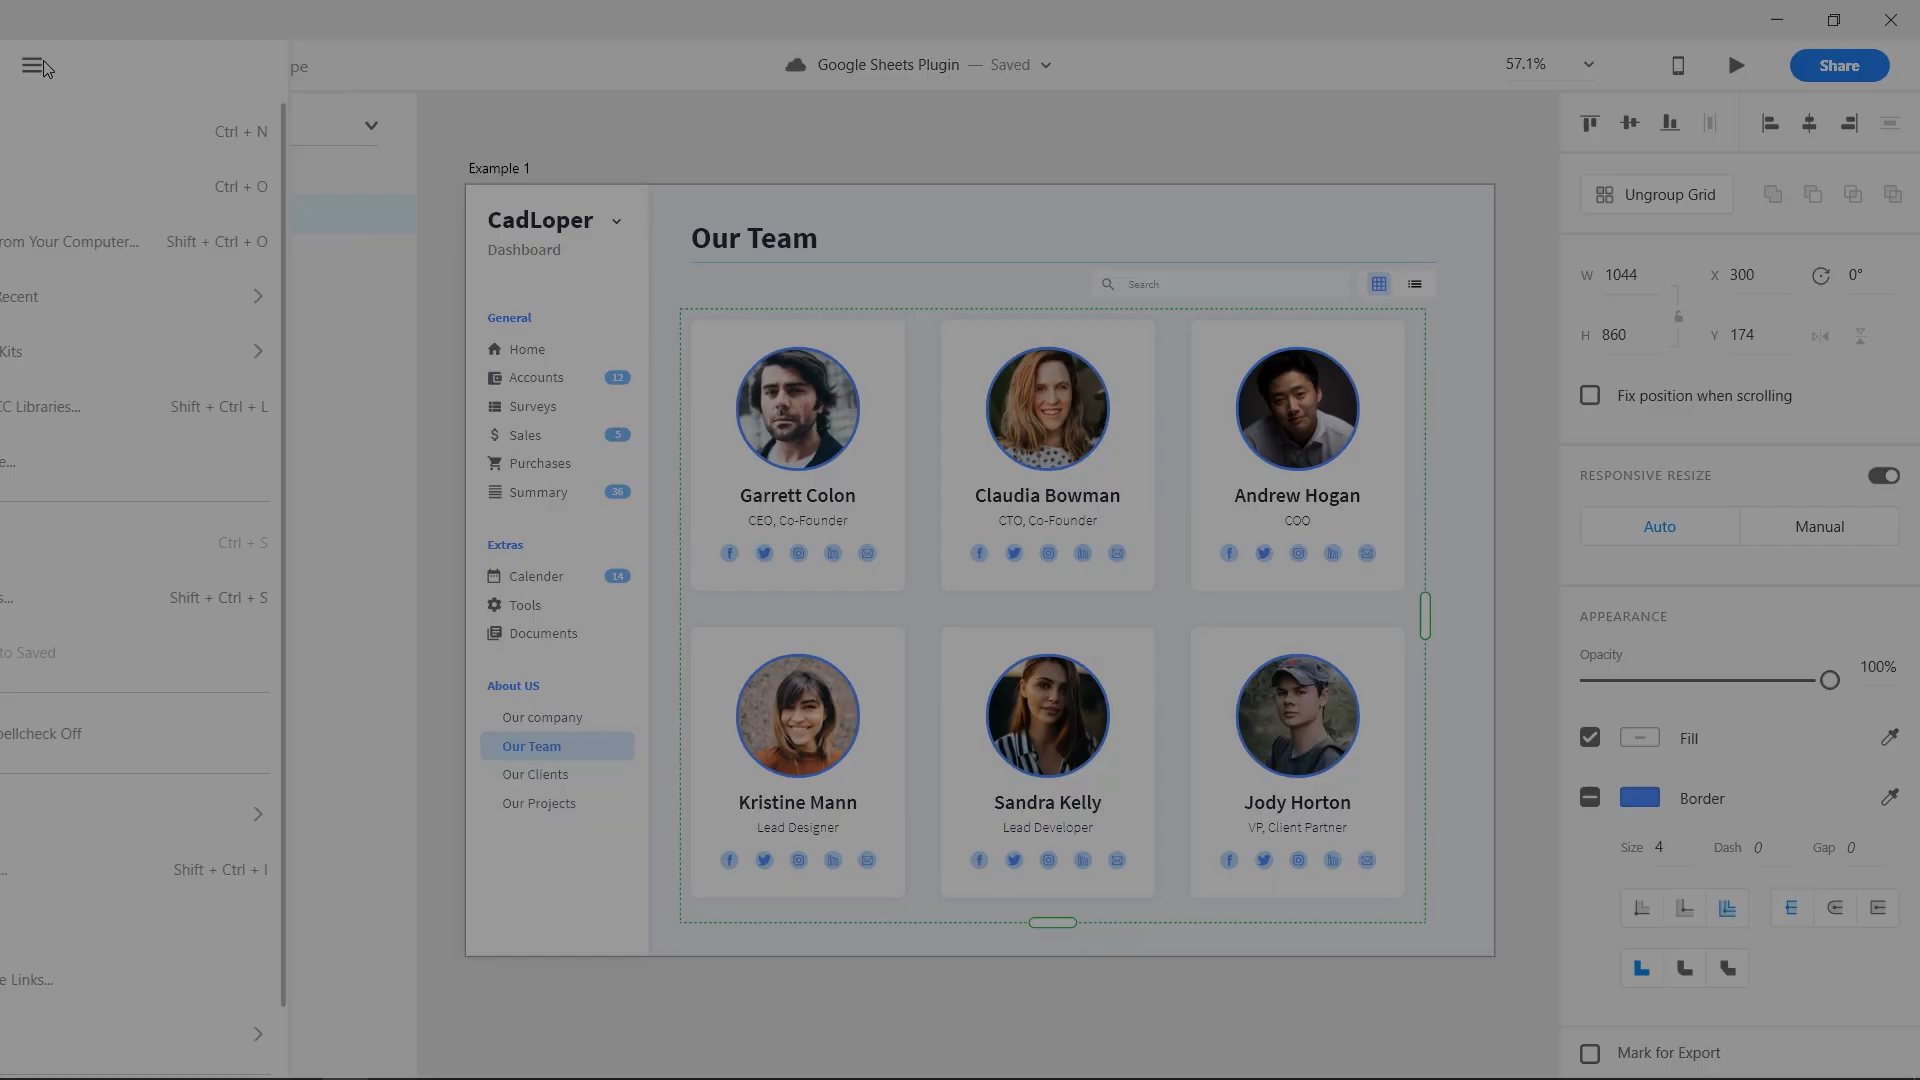 pe
Google Sheets Plugin — Saved
57.1%
Share
Ctrl + N
Ctrl + O
rom Your Computer... Shift + Ctrl + O
Recent
Kits
CC Libraries... Shift + Ctrl + L
e...
Ctrl + S
s... Shift + Ctrl + S
to Saved
pellcheck Off
... Shift + Ctrl + I
e Links...
Example 1
CadLoper
Dashboard
General
Home
Accounts 12
Surveys
Sales 5
Purchases
Summary 36
Extras
Calender 14
Tools
Documents
About US
Our company
Our Team
Our Clients
Our Projects
Our Team
Search
Garrett Colon
CEO, Co-Founder
Claudia Bowman
CTO, Co-Founder
Andrew Hogan
COO
Kristine Mann
Lead Designer
Sandra Kelly
Lead Developer
Jody Horton
VP, Client Partner
Ungroup Grid
W 1044 X 300 0°
H 860 Y 174
Fix position when scrolling
RESPONSIVE RESIZE
Auto Manual
APPEARANCE
Opacity
100%
Fill
Border
Size 4 Dash 0 Gap 0
Mark for Export